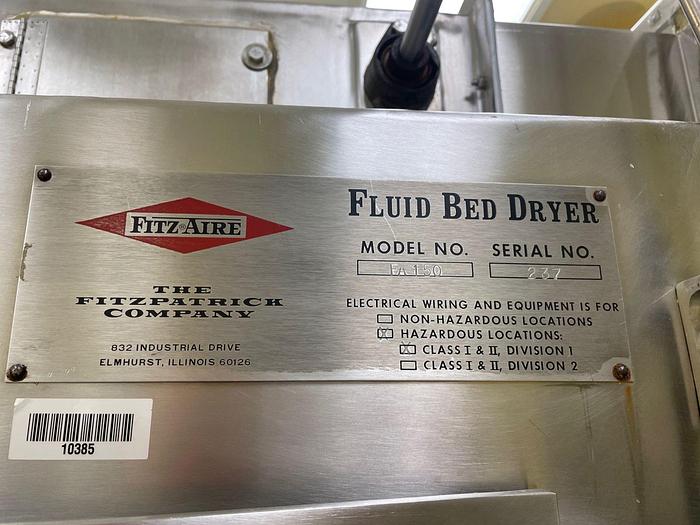 FITZ®AIRE
THE
FITZPATRICK
COMPANY
832 INDUSTRIAL DRIVE
ELMHURST, ILLINOIS 60126
FLUID BED DRYER
MODEL NO. SERIAL NO.
FA 150 237
ELECTRICAL WIRING AND EQUIPMENT IS FOR
NON-HAZARDOUS LOCATIONS
HAZARDOUS LOCATIONS:
CLASS I & II, DIVISION 1
CLASS I & II, DIVISION 2
10385